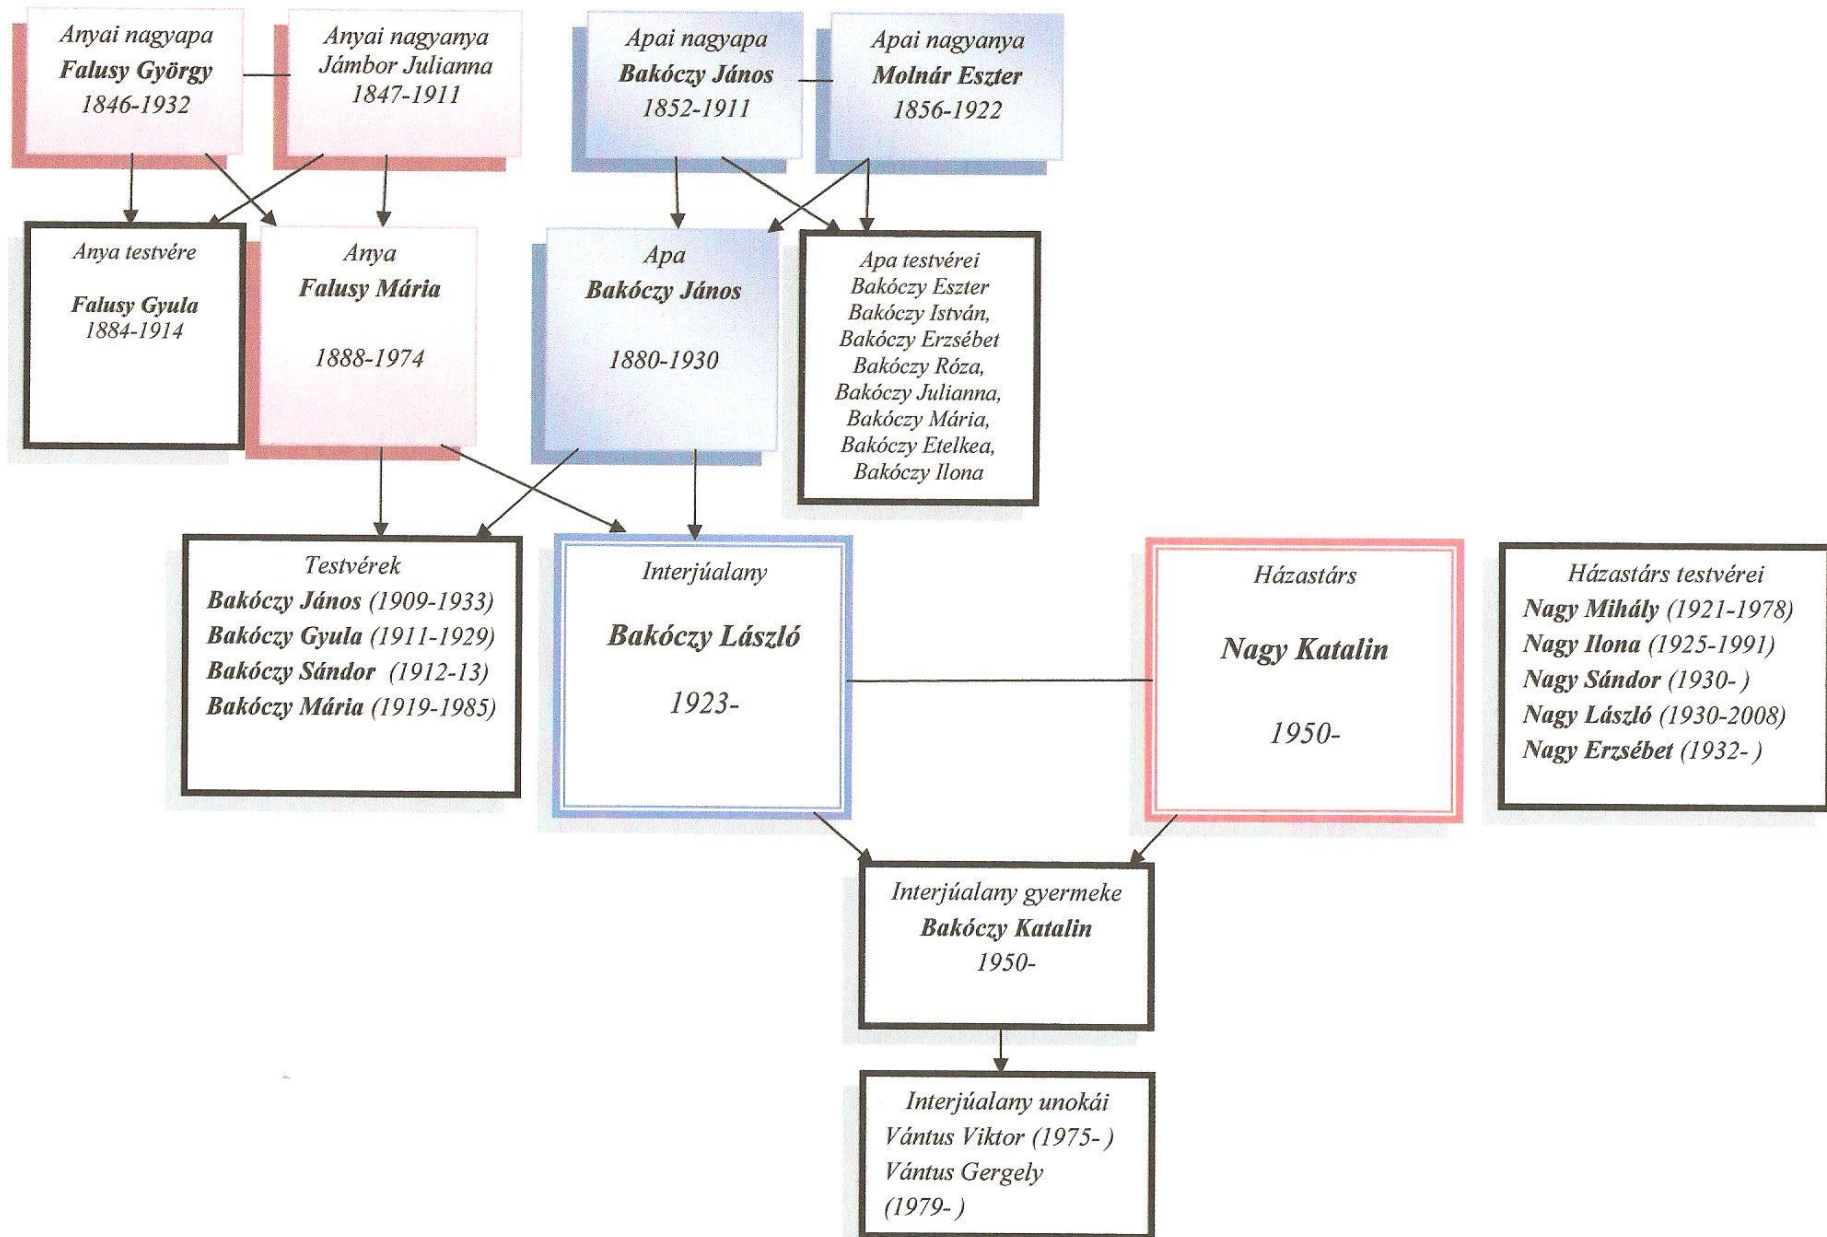 Anyai nagyapa
Falusy György
1846-1932
Anyai nagyanya
Jámbor Julianna
1847-1911
Apai nagyapa
Bakóczy János
1852-1911
Apai nagyanya
Molnár Eszter
1856-1922
Anya testvére
Falusy Gyula
1884-1914
Anya
Falusy Mária
1888-1974
Apa
Bakóczy János
1880-1930
Apa testvérei
Bakóczy Eszter
Bakóczy István,
Bakóczy Erzsébet
Bakóczy Róza,
Bakóczy Julianna,
Bakóczy Mária,
Bakóczy Etelkea,
Bakóczy Ilona
Testvérek
Bakóczy János (1909-1933)
Bakóczy Gyula (1911-1929)
Bakóczy Sándor (1912-13)
Bakóczy Mária (1919-1985)
Interjúalany
Bakóczy László
1923-
Házastárs
Nagy Katalin
1950-
Házastárs testvérei
Nagy Mihály (1921-1978)
Nagy Ilona (1925-1991)
Nagy Sándor (1930- )
Nagy László (1930-2008)
Nagy Erzsébet (1932- )
Interjúalany gyermeke
Bakóczy Katalin
1950-
Interjúalany unokái
Vántus Viktor (1975- )
Vántus Gergely
(1979- )